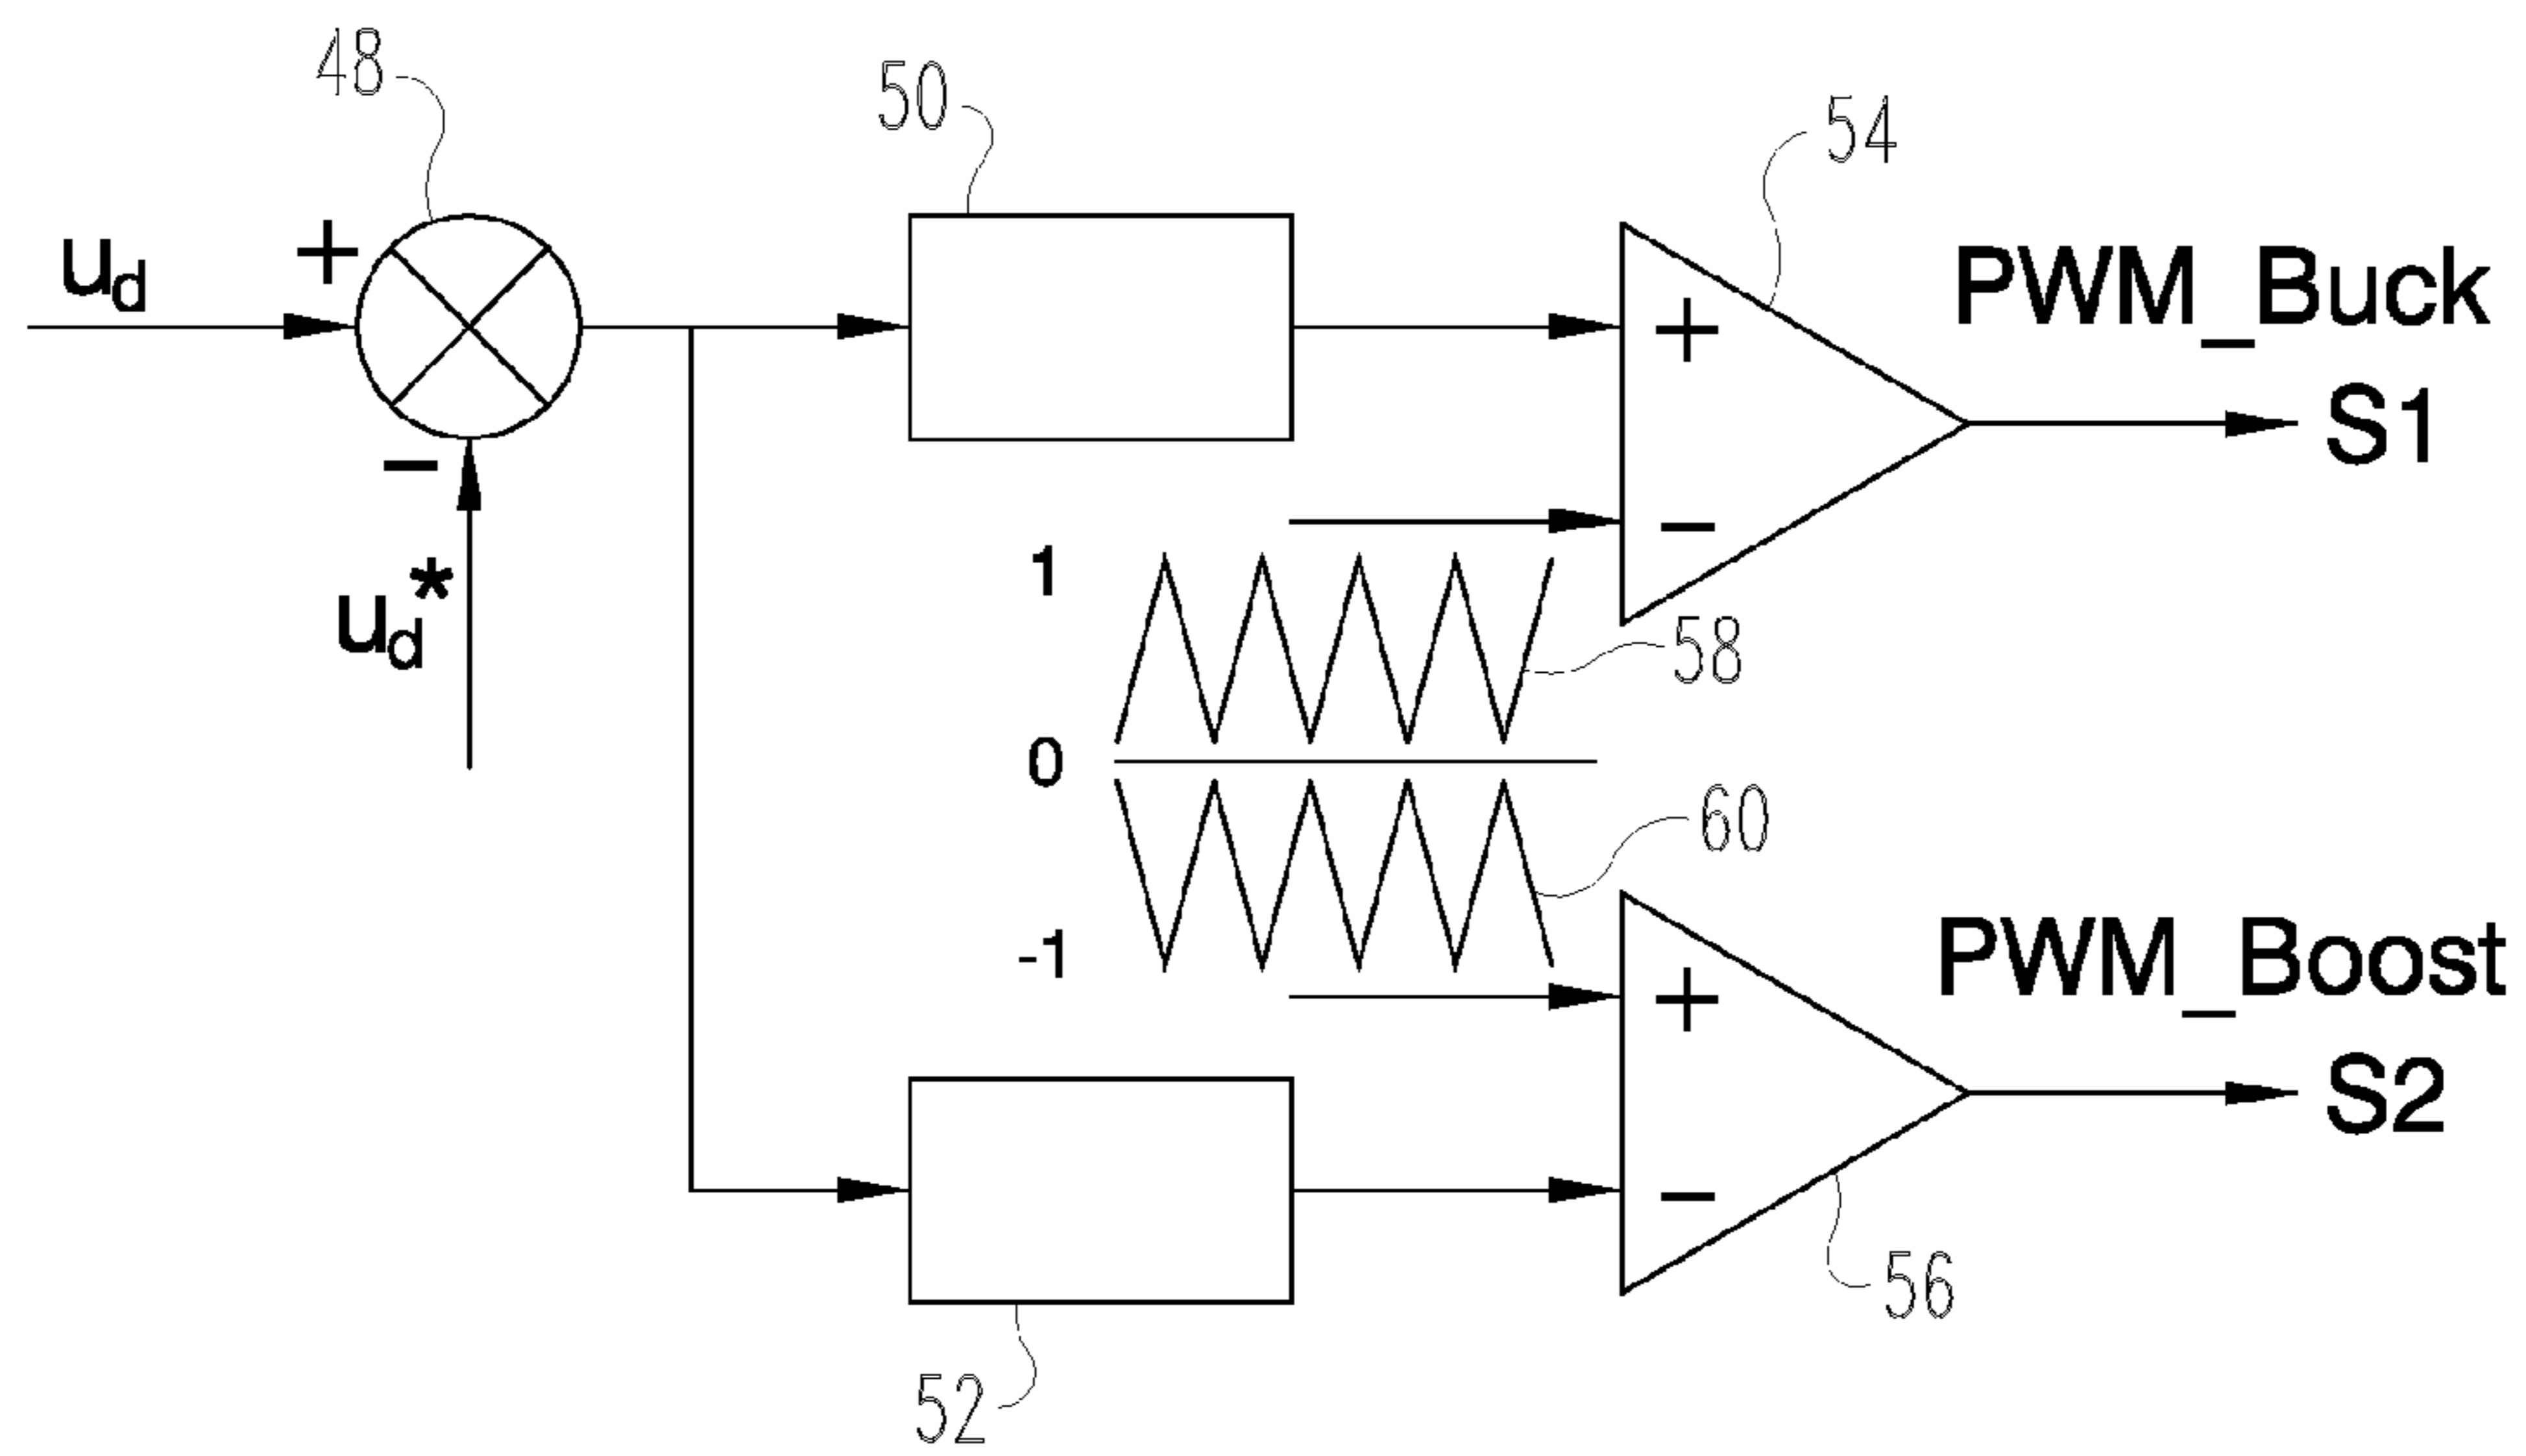 48
50
54
+
u_d
PWM_Buck
+
S1
−
u_d*
−
1
58
0
60
-1
+
PWM_Boost
S2
−
56
52